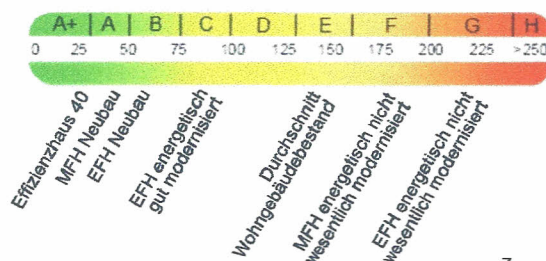 A+ A B C D E F G H
0 25 50 75 100 125 150 175 200 225 >250
Effizienzhaus 40
MFH Neubau
EFH Neubau
EFH energetisch
gut modernisiert
Durchschnitt
Wohngebäudebestand
MFH energetisch nicht
wesentlich modernisiert
EFH energetisch nicht
wesentlich modernisiert
7